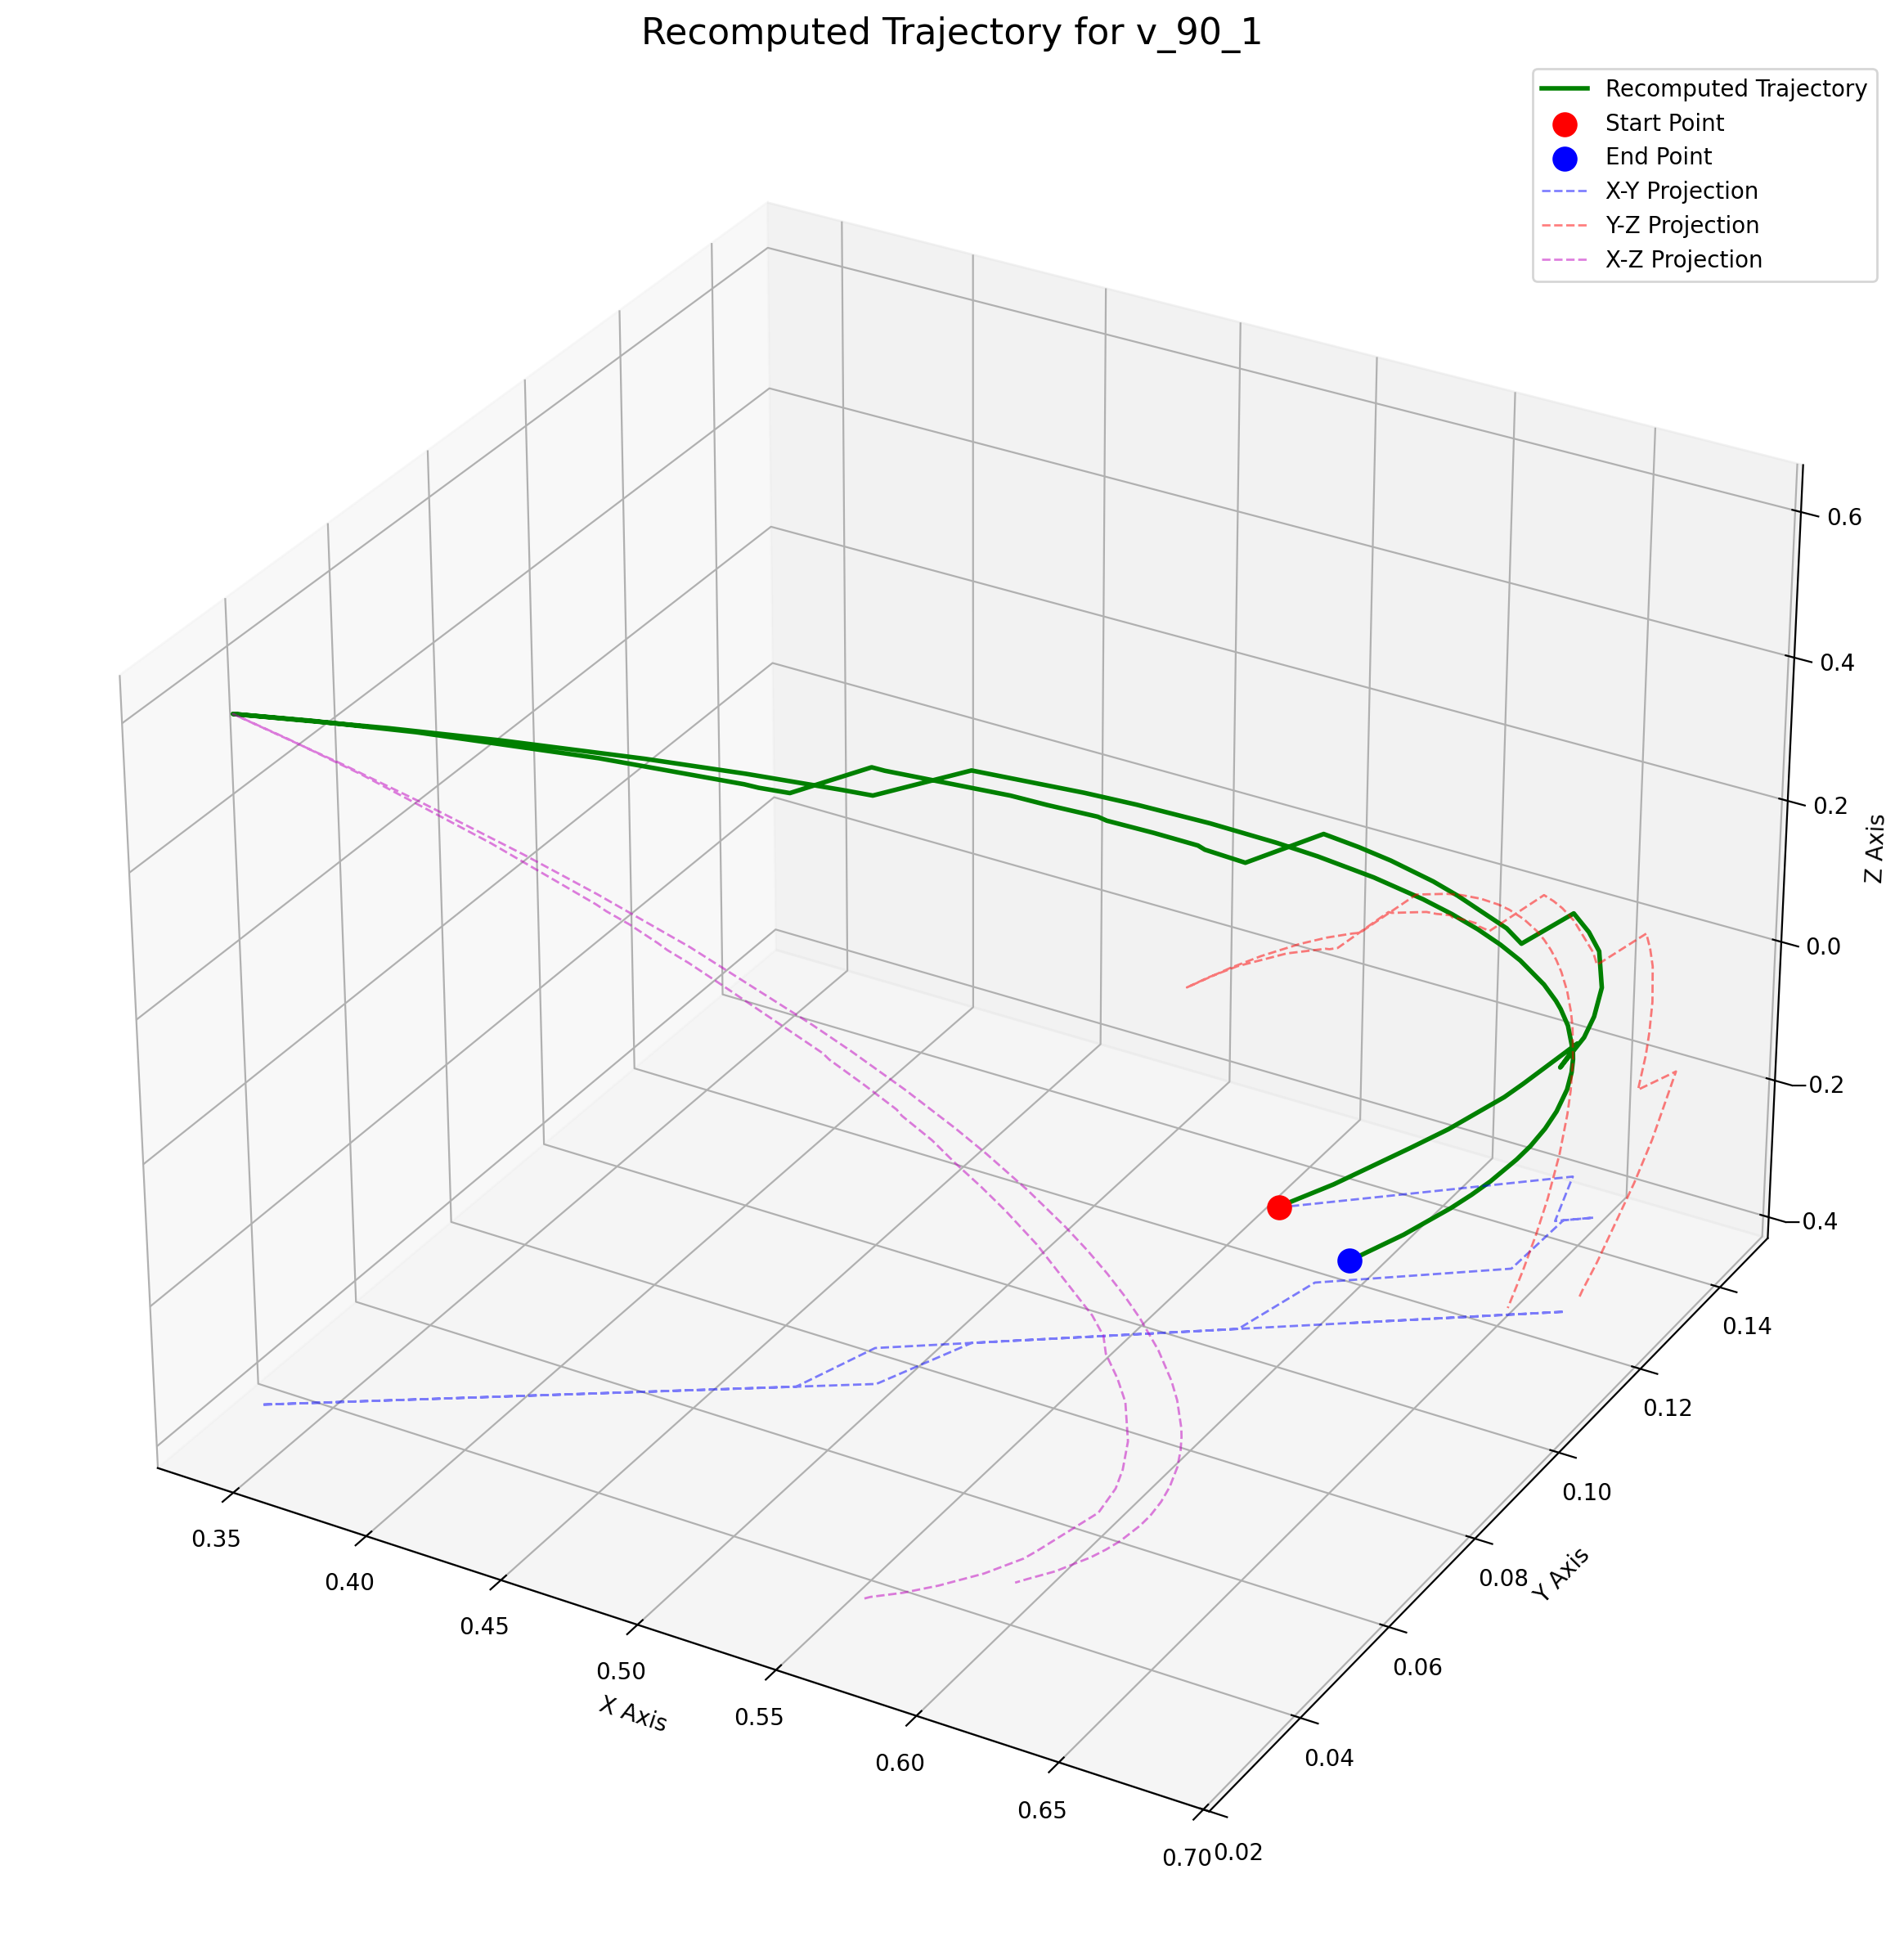 Recomputed Trajectory for v_90_1
Recomputed Trajectory
Start Point
End Point
X-Y Projection
Y-Z Projection
X-Z Projection
0.6
0.4
0.2
0.0
−0.2
−0.4
Z Axis
0.14
0.12
0.10
0.08
0.06
0.04
0.02
Y Axis
0.35
0.40
0.45
0.50
0.55
0.60
0.65
0.70
X Axis